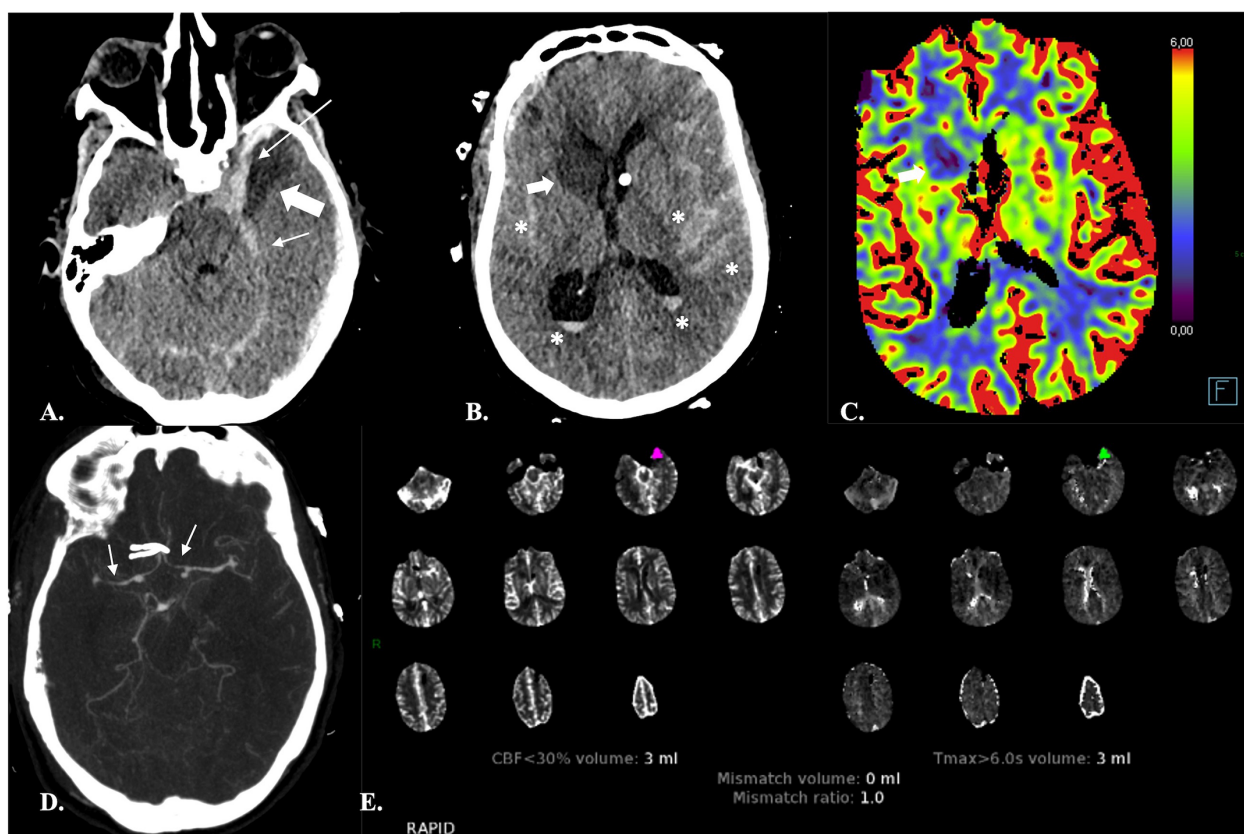 6,00
0,00
F
A.
B.
C.
R
CBF<30% volume: 3 ml
Tmax>6.0s volume: 3 ml
Mismatch volume: 0 ml
Mismatch ratio: 1.0
D.
E.
RAPID